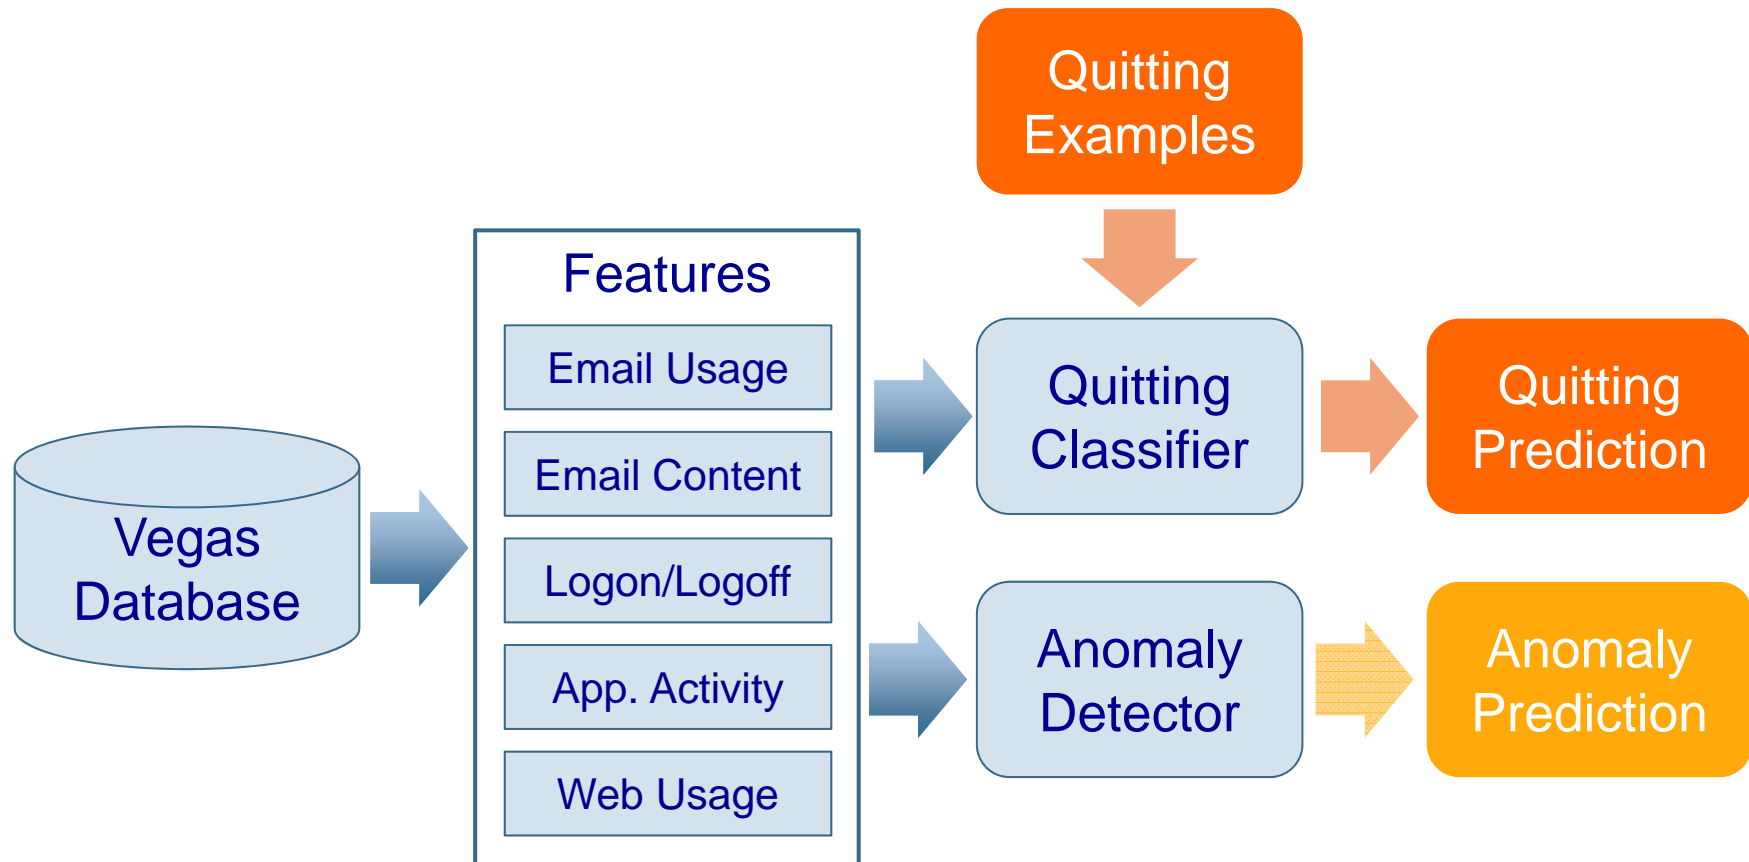 Quitting
Examples
Features
Email Usage
Email Content
Logon/Logoff
App. Activity
Web Usage
Vegas
Database
Quitting
Classifier
Quitting
Prediction
Anomaly
Detector
Anomaly
Prediction